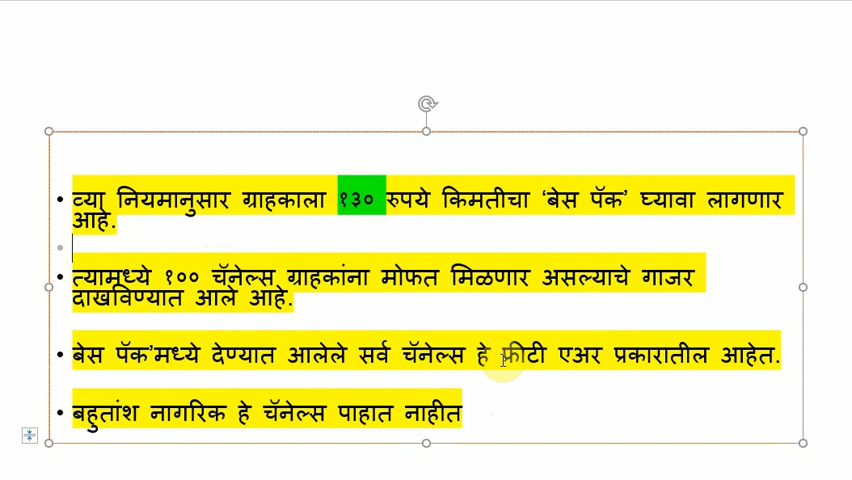 • व्या नियमानुसार ग्राहकाला १३० रुपये किमतीचा ‘बेस पॅक’ घ्यावा लागणार
आहे.
• त्यामध्ये १०० चॅनेल्स ग्राहकांना मोफत मिळणार असल्याचे गाजर
दाखविण्यात आले आहे.
• बेस पॅक’मध्ये देण्यात आलेले सर्व चॅनेल्स हे फ्रीटी एअर प्रकारातील आहेत.
• बहुतांश नागरिक हे चॅनेल्स पाहात नाहीत